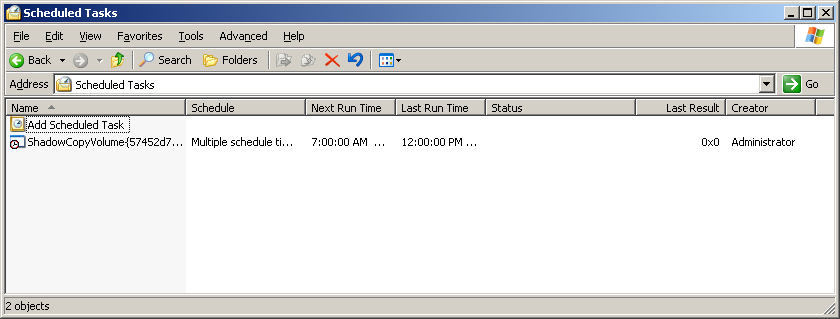 Scheduled Tasks
File Edit View Favorites Tools Advanced Help
Back Search Folders
Address Scheduled Tasks Go
Name Schedule Next Run Time Last Run Time Status Last Result Creator
Add Scheduled Task
ShadowCopyVolume{57452d7... Multiple schedule ti... 7:00:00 AM ... 12:00:00 PM ... 0x0 Administrator
2 objects